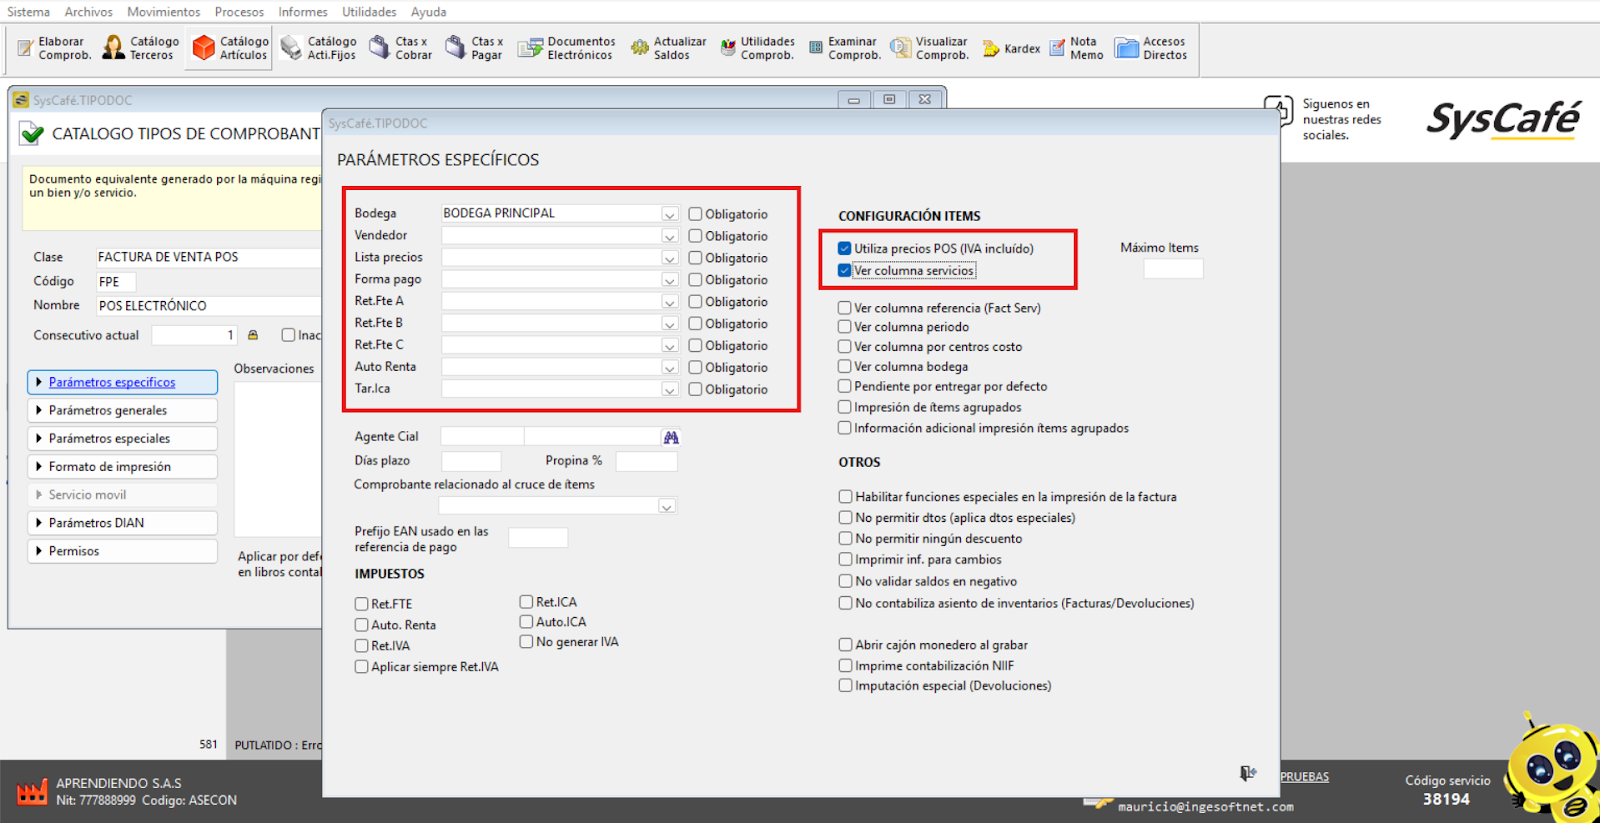 Sistema Archivos Movimientos Procesos Informes Utilidades Ayuda
Elaborar Comprob.
Catálogo Terceros
Catálogo Artículos
Catálogo Acti.Fijos
Ctas x Cobrar
Ctas x Pagar
Documentos Electrónicos
Actualizar Saldos
Utilidades Comprob.
Examinar Comprob.
Visualizar Comprob.
Kardex
Nota Memo
Accesos Directos
SysCafé.TIPODOC
CATALOGO TIPOS DE COMPROBANT
Documento equivalente generado por la máquina regi
un bien y/o servicio.
Clase FACTURA DE VENTA POS
Código FPE
Nombre POS ELECTRÓNICO
Consecutivo actual 1 Inac
Parámetros especificos
Parámetros generales
Parámetros especiales
Formato de impresión
Servicio movil
Parámetros DIAN
Permisos
Observaciones
Aplicar por defe
en libros contal
581 PUTLATIDO : Erro
SysCafé.TIPODOC
PARÁMETROS ESPECÍFICOS
Bodega BODEGA PRINCIPAL Obligatorio
Vendedor Obligatorio
Lista precios Obligatorio
Forma pago Obligatorio
Ret.Fte A Obligatorio
Ret.Fte B Obligatorio
Ret.Fte C Obligatorio
Auto Renta Obligatorio
Tar.Ica Obligatorio
Agente Cial
Días plazo Propina %
Comprobante relacionado al cruce de ítems
Prefijo EAN usado en las
referencia de pago
IMPUESTOS
Ret.FTE Ret.ICA
Auto. Renta Auto.ICA
Ret.IVA No generar IVA
Aplicar siempre Ret.IVA
CONFIGURACIÓN ITEMS
Utiliza precios POS (IVA incluído)
Ver columna servicios
Máximo Items
Ver columna referencia (Fact Serv)
Ver columna periodo
Ver columna por centros costo
Ver columna bodega
Pendiente por entregar por defecto
Impresión de ítems agrupados
Información adicional impresión ítems agrupados
OTROS
Habilitar funciones especiales en la impresión de la factura
No permitir dtos (aplica dtos especiales)
No permitir ningún descuento
Imprimir inf. para cambios
No validar saldos en negativo
No contabiliza asiento de inventarios (Facturas/Devoluciones)
Abrir cajón monedero al grabar
Imprime contabilización NIIF
Imputación especial (Devoluciones)
Siguenos en
nuestras redes
sociales.
SysCafé
APRENDIENDO S.A.S
Nit: 777888999 Codigo: ASECON
PRUEBAS
mauricio@ingesoftnet.com
Código servicio
38194